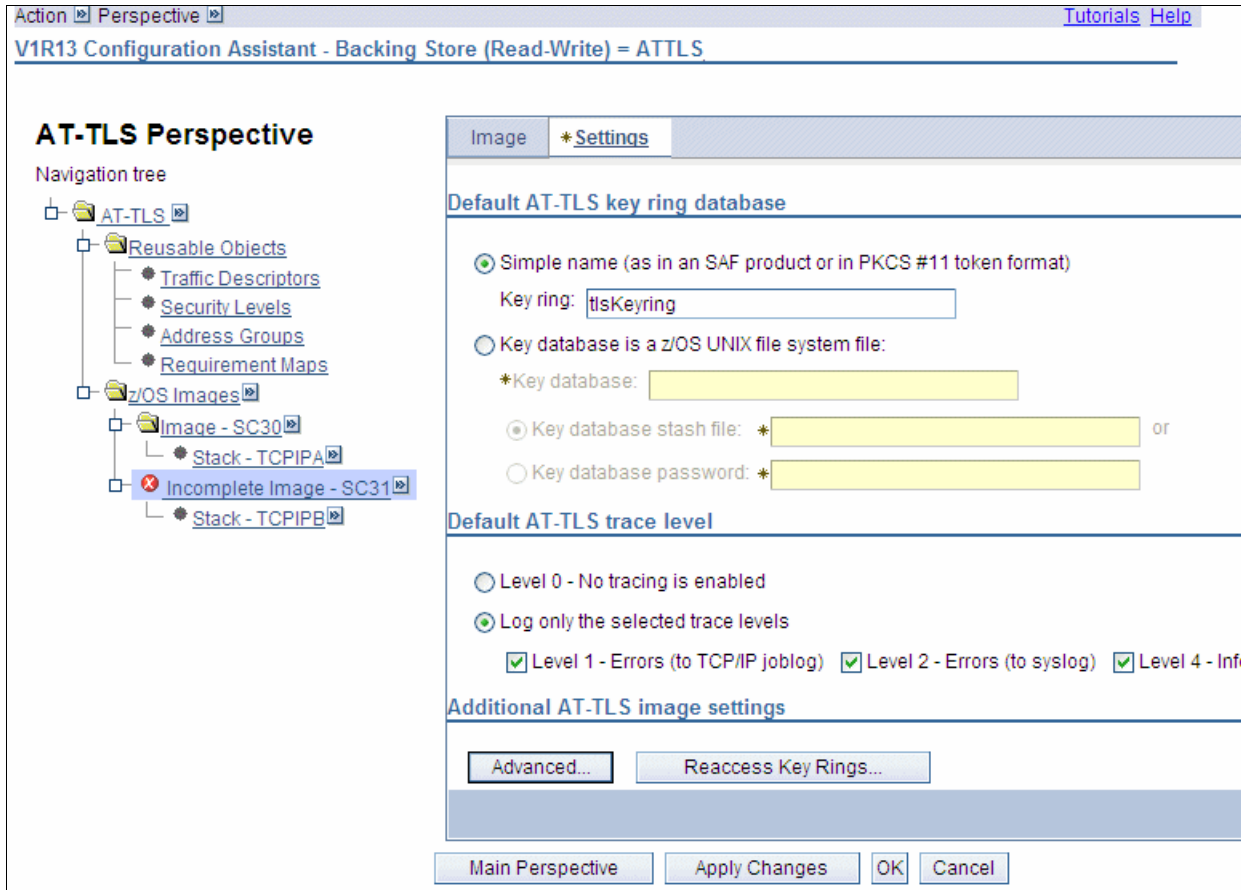 Action Perspective Tutorials Help
V1R13 Configuration Assistant - Backing Store (Read-Write) = ATTLS
AT-TLS Perspective
Navigation tree
AT-TLS
Reusable Objects
Traffic Descriptors
Security Levels
Address Groups
Requirement Maps
z/OS Images
Image - SC30
Stack - TCPIPA
Incomplete Image - SC31
Stack - TCPIPB
Image *Settings
Default AT-TLS key ring database
Simple name (as in an SAF product or in PKCS #11 token format)
Key ring: tlsKeyring
Key database is a z/OS UNIX file system file:
*Key database:
Key database stash file: * or
Key database password: *
Default AT-TLS trace level
Level 0 - No tracing is enabled
Log only the selected trace levels
Level 1 - Errors (to TCP/IP joblog) Level 2 - Errors (to syslog) Level 4 -
Additional AT-TLS image settings
Advanced... Reaccess Key Rings...
Main Perspective Apply Changes OK Cancel